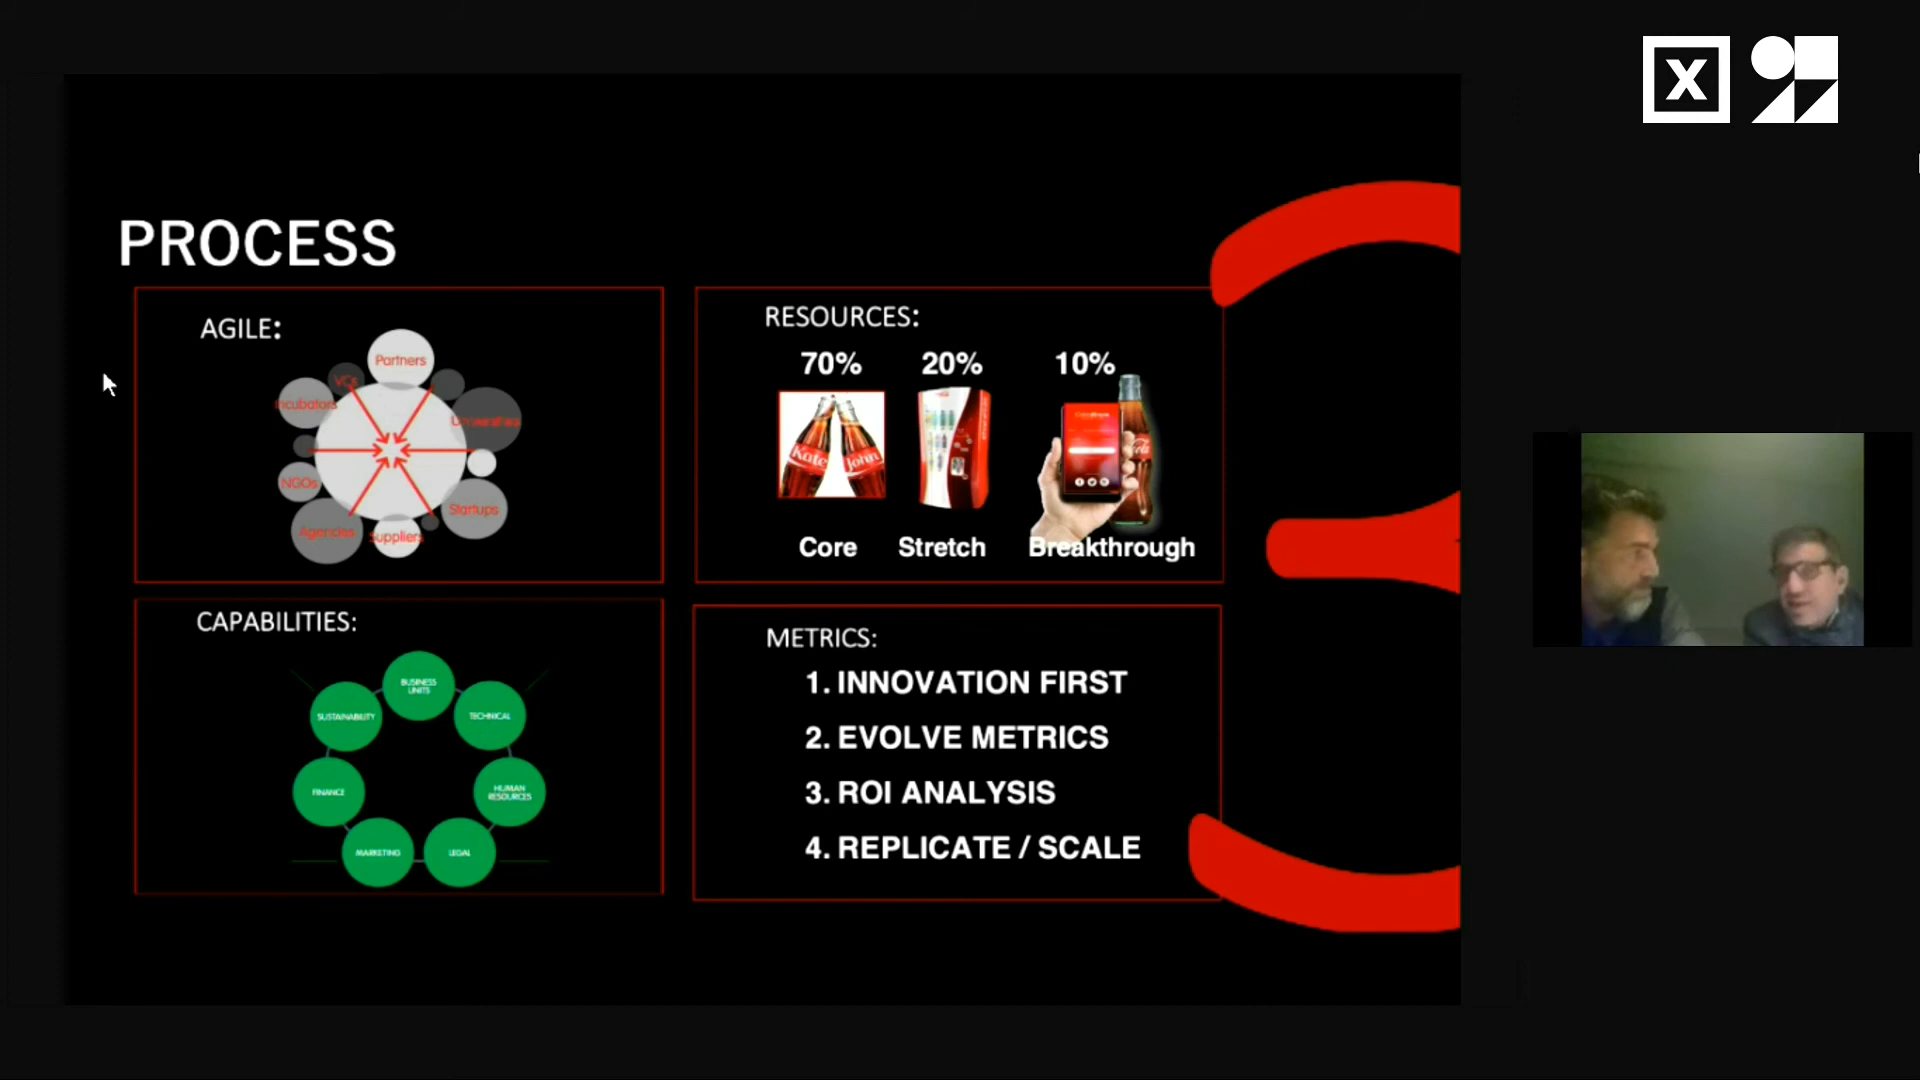 X
PROCESS
AGILE:
Partners
VCs
Incubators
Universities
NGOs
Startups
Agencies
Suppliers
RESOURCES:
70% 20% 10%
Kate John
Core Stretch Breakthrough
CAPABILITIES:
BUSINESS
UNITS
SUSTAINABILITY
TECHNICAL
FINANCE
HUMAN
RESOURCES
MARKETING
LEGAL
METRICS:
1. INNOVATION FIRST
2. EVOLVE METRICS
3. ROI ANALYSIS
4. REPLICATE / SCALE